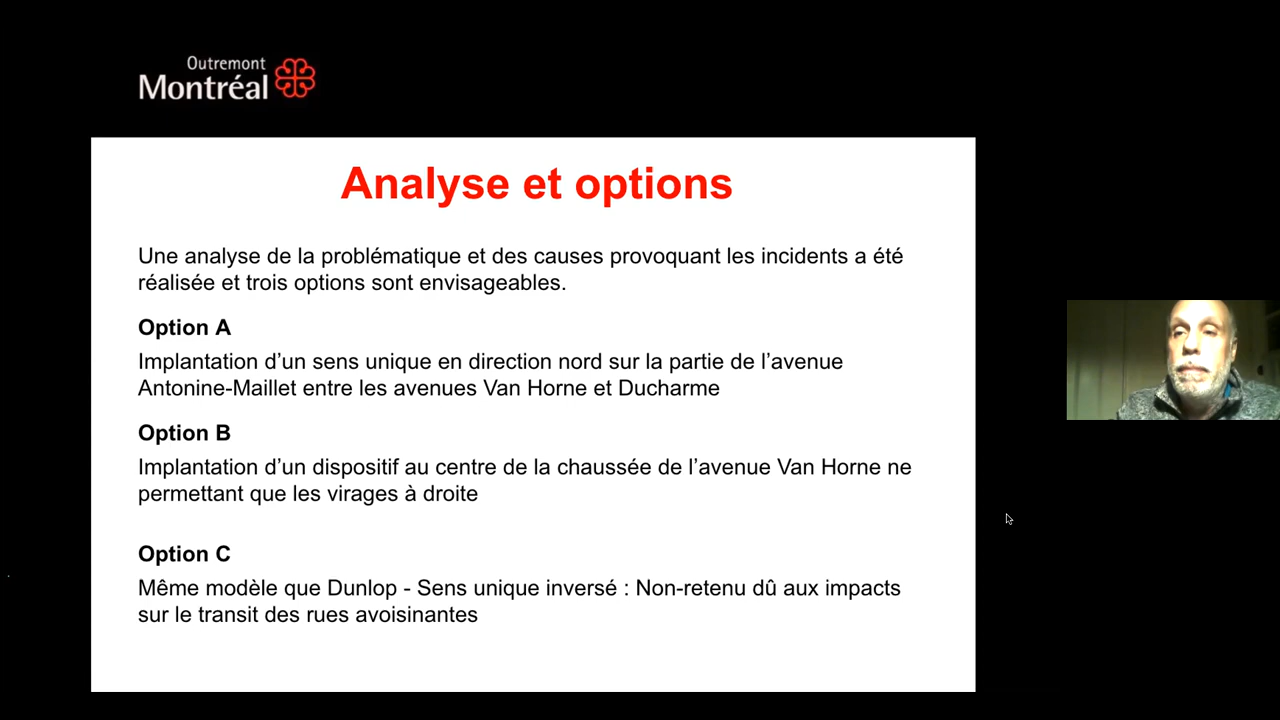 Outremont
Montréal
Analyse et options
Une analyse de la problématique et des causes provoquant les incidents a été
réalisée et trois options sont envisageables.
Option A
Implantation d’un sens unique en direction nord sur la partie de l’avenue
Antonine-Maillet entre les avenues Van Horne et Ducharme
Option B
Implantation d’un dispositif au centre de la chaussée de l’avenue Van Horne ne
permettant que les virages à droite
Option C
Même modèle que Dunlop - Sens unique inversé : Non-retenu dû aux impacts
sur le transit des rues avoisinantes